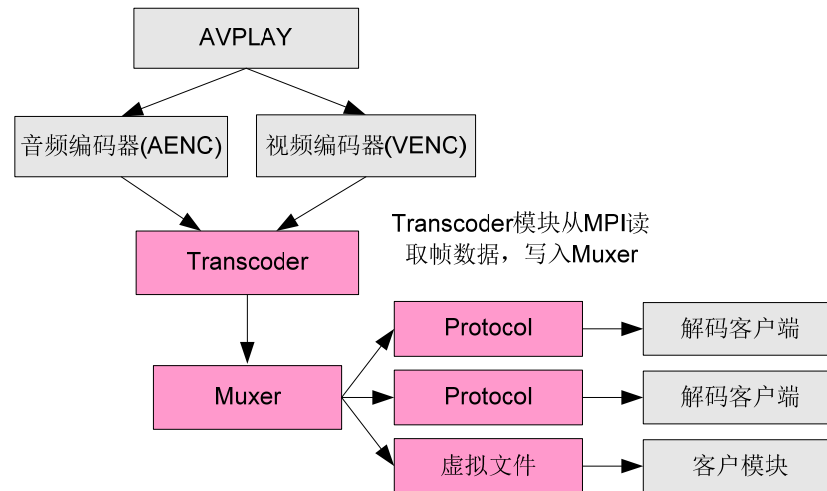 AVPLAY
音频编码器(AENC)
视频编码器(VENC)
Transcoder模块从MPI读
取帧数据，写入Muxer
Transcoder
Protocol
解码客户端
Muxer
Protocol
解码客户端
虚拟文件
客户模块